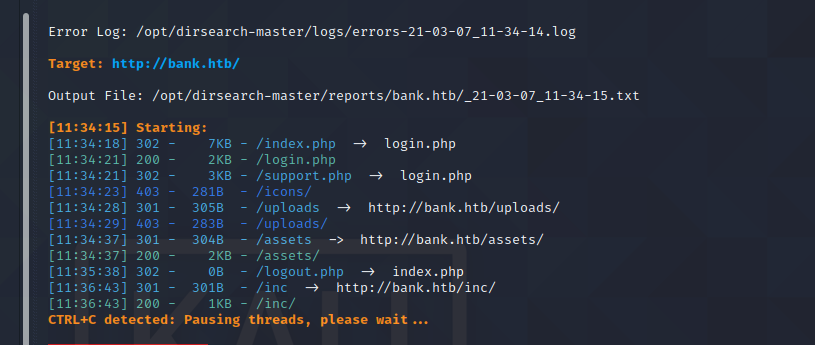 Error Log: /opt/dirsearch-master/logs/errors-21-03-07_11-34-14.log
Target: http://bank.htb/
Output File: /opt/dirsearch-master/reports/bank.htb/_21-03-07_11-34-15.txt
[11:34:15] Starting:
[11:34:18] 302 -    7KB - /index.php  ->  login.php
[11:34:21] 200 -    2KB - /login.php
[11:34:21] 302 -    3KB - /support.php  ->  login.php
[11:34:23] 403 -  281B  - /icons/
[11:34:28] 301 -  305B  - /uploads  ->  http://bank.htb/uploads/
[11:34:29] 403 -  283B  - /uploads/
[11:34:37] 301 -  304B  - /assets  ->  http://bank.htb/assets/
[11:34:37] 200 -    2KB - /assets/
[11:35:38] 302 -    0B  - /logout.php  ->  index.php
[11:36:43] 301 -  301B  - /inc  ->  http://bank.htb/inc/
[11:36:43] 200 -    1KB - /inc/
CTRL+C detected: Pausing threads, please wait...